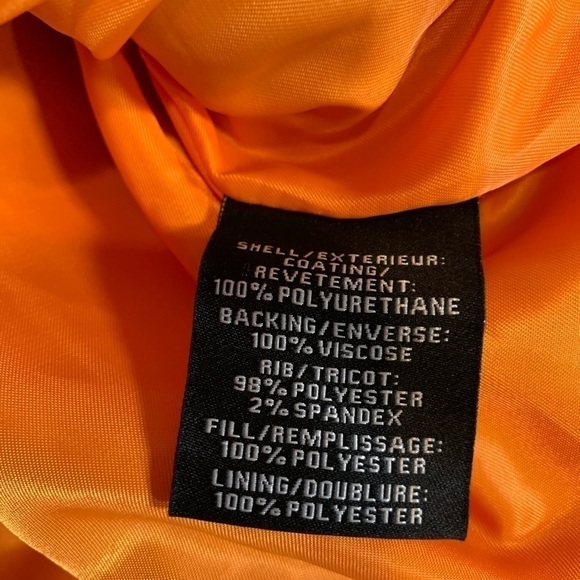 SHELL/EXTERIEUR:
COATING/
REVETEMENT:
100% POLYURETHANE
BACKING/ENVERSE:
100% VISCOSE
RIB/TRICOT:
98% POLYESTER
2% SPANDEX
FILL/REMPLISSAGE:
100% POLYESTER
LINING/DOUBLURE:
100% POLYESTER